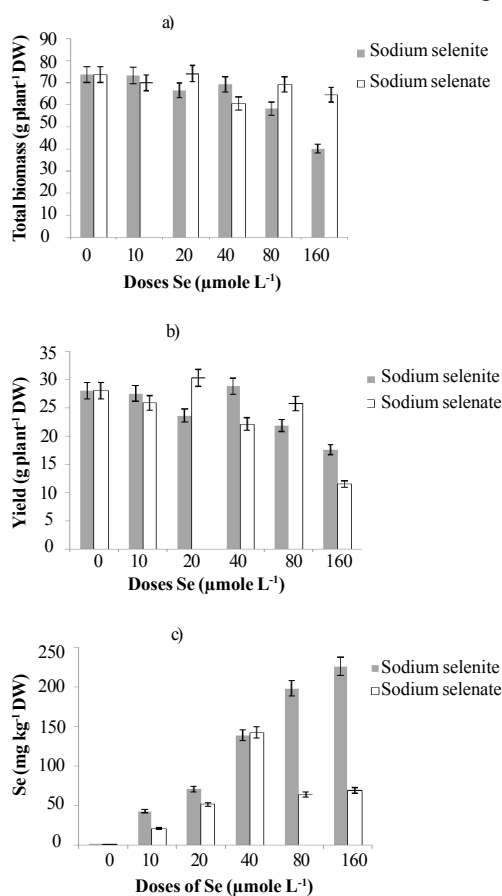 a)
Total biomass (g plant⁻¹ DW)
90
80
70
60
50
40
30
20
10
0
0 10 20 40 80 160
Doses Se (µmole L⁻¹)
Sodium selenite
Sodium selenate
b)
Yield (g plant⁻¹ DW)
35
30
25
20
15
10
5
0
0 10 20 40 80 160
Doses Se (µmole L⁻¹)
Sodium selenite
Sodium selenate
c)
Se (mg kg⁻¹ DW)
250
200
150
100
50
0
0 10 20 40 80 160
Doses of Se (µmole L⁻¹)
Sodium selenite
Sodium selenate